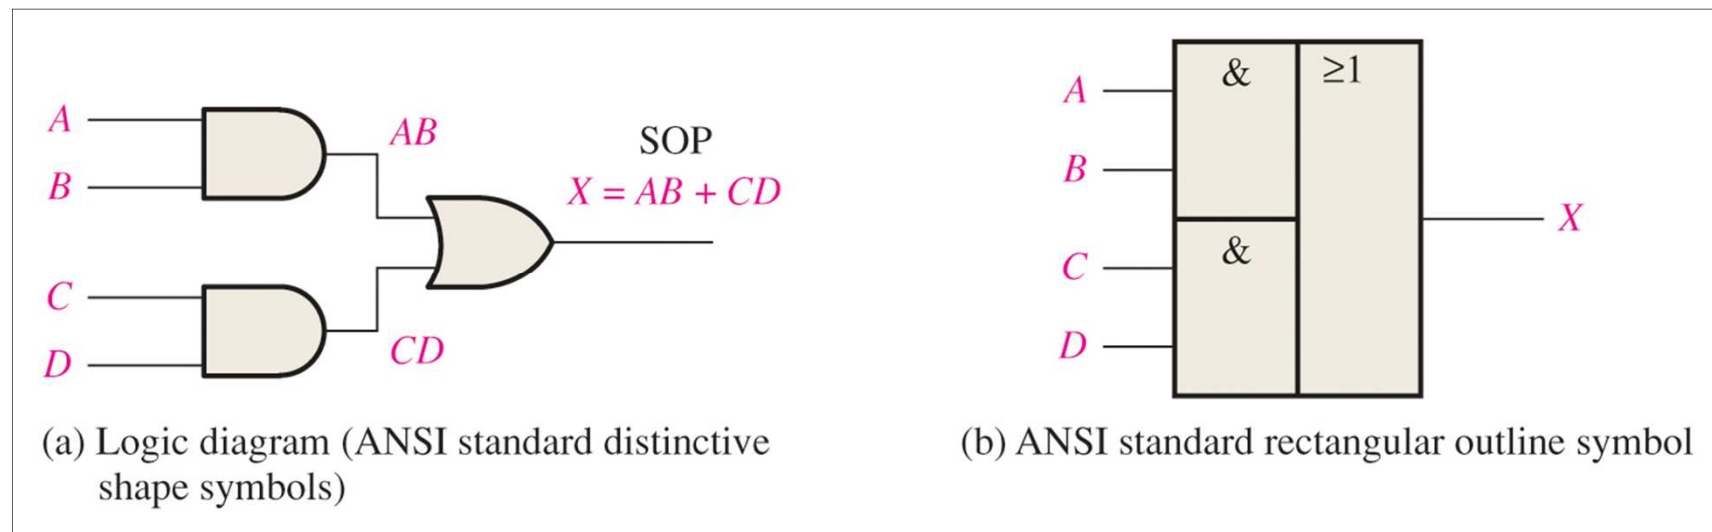 A
B
AB
SOP
X = AB + CD
C
D
CD
(a) Logic diagram (ANSI standard distinctive
shape symbols)
&
≥1
A
B
&
C
D
X
(b) ANSI standard rectangular outline symbol